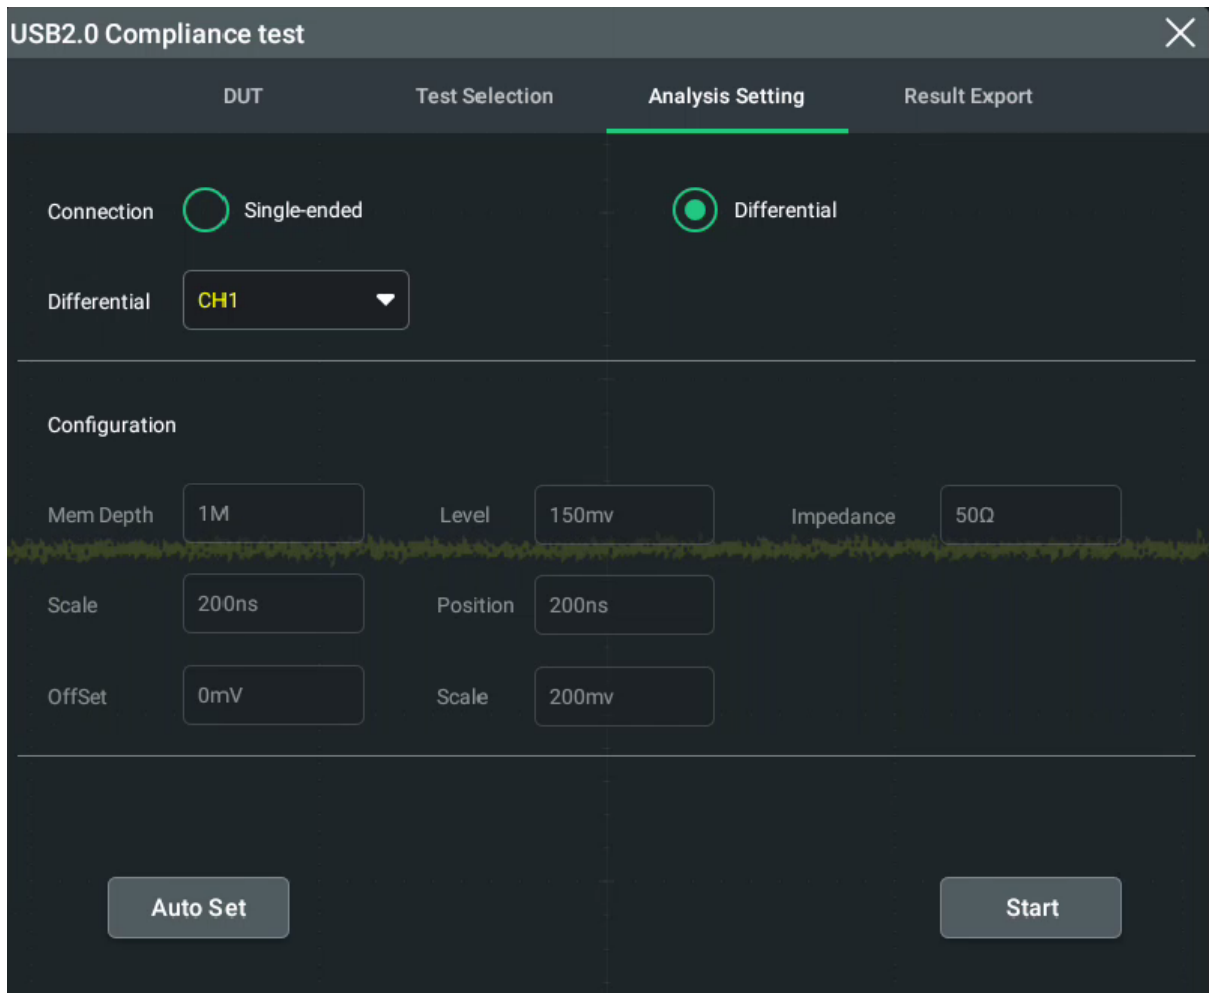 USB2.0 Compliance test
DUT Test Selection Analysis Setting Result Export
Connection Single-ended Differential
Differential CH1
Configuration
Mem Depth 1M Level 150mv Impedance 50Ω
Scale 200ns Position 200ns
OffSet 0mV Scale 200mv
Auto Set Start